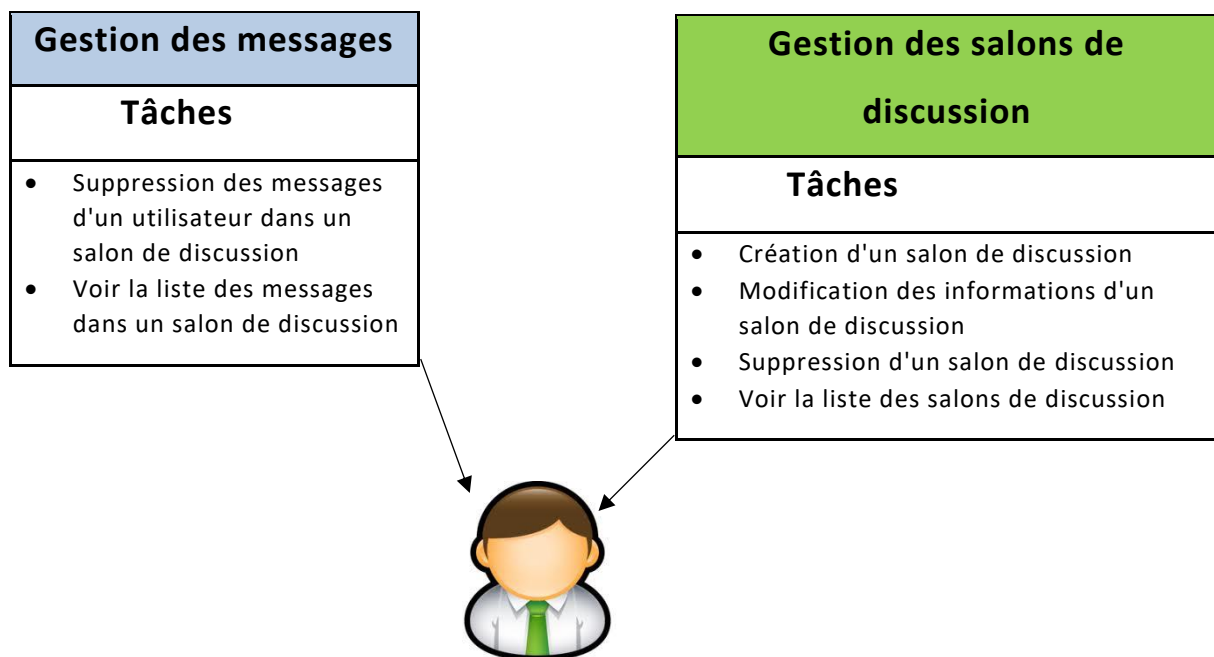 Gestion des messages
Tâches
• Suppression des messages
d'un utilisateur dans un
salon de discussion
• Voir la liste des messages
dans un salon de discussion
Gestion des salons de
discussion
Tâches
• Création d'un salon de discussion
• Modification des informations d'un
salon de discussion
• Suppression d'un salon de discussion
• Voir la liste des salons de discussion